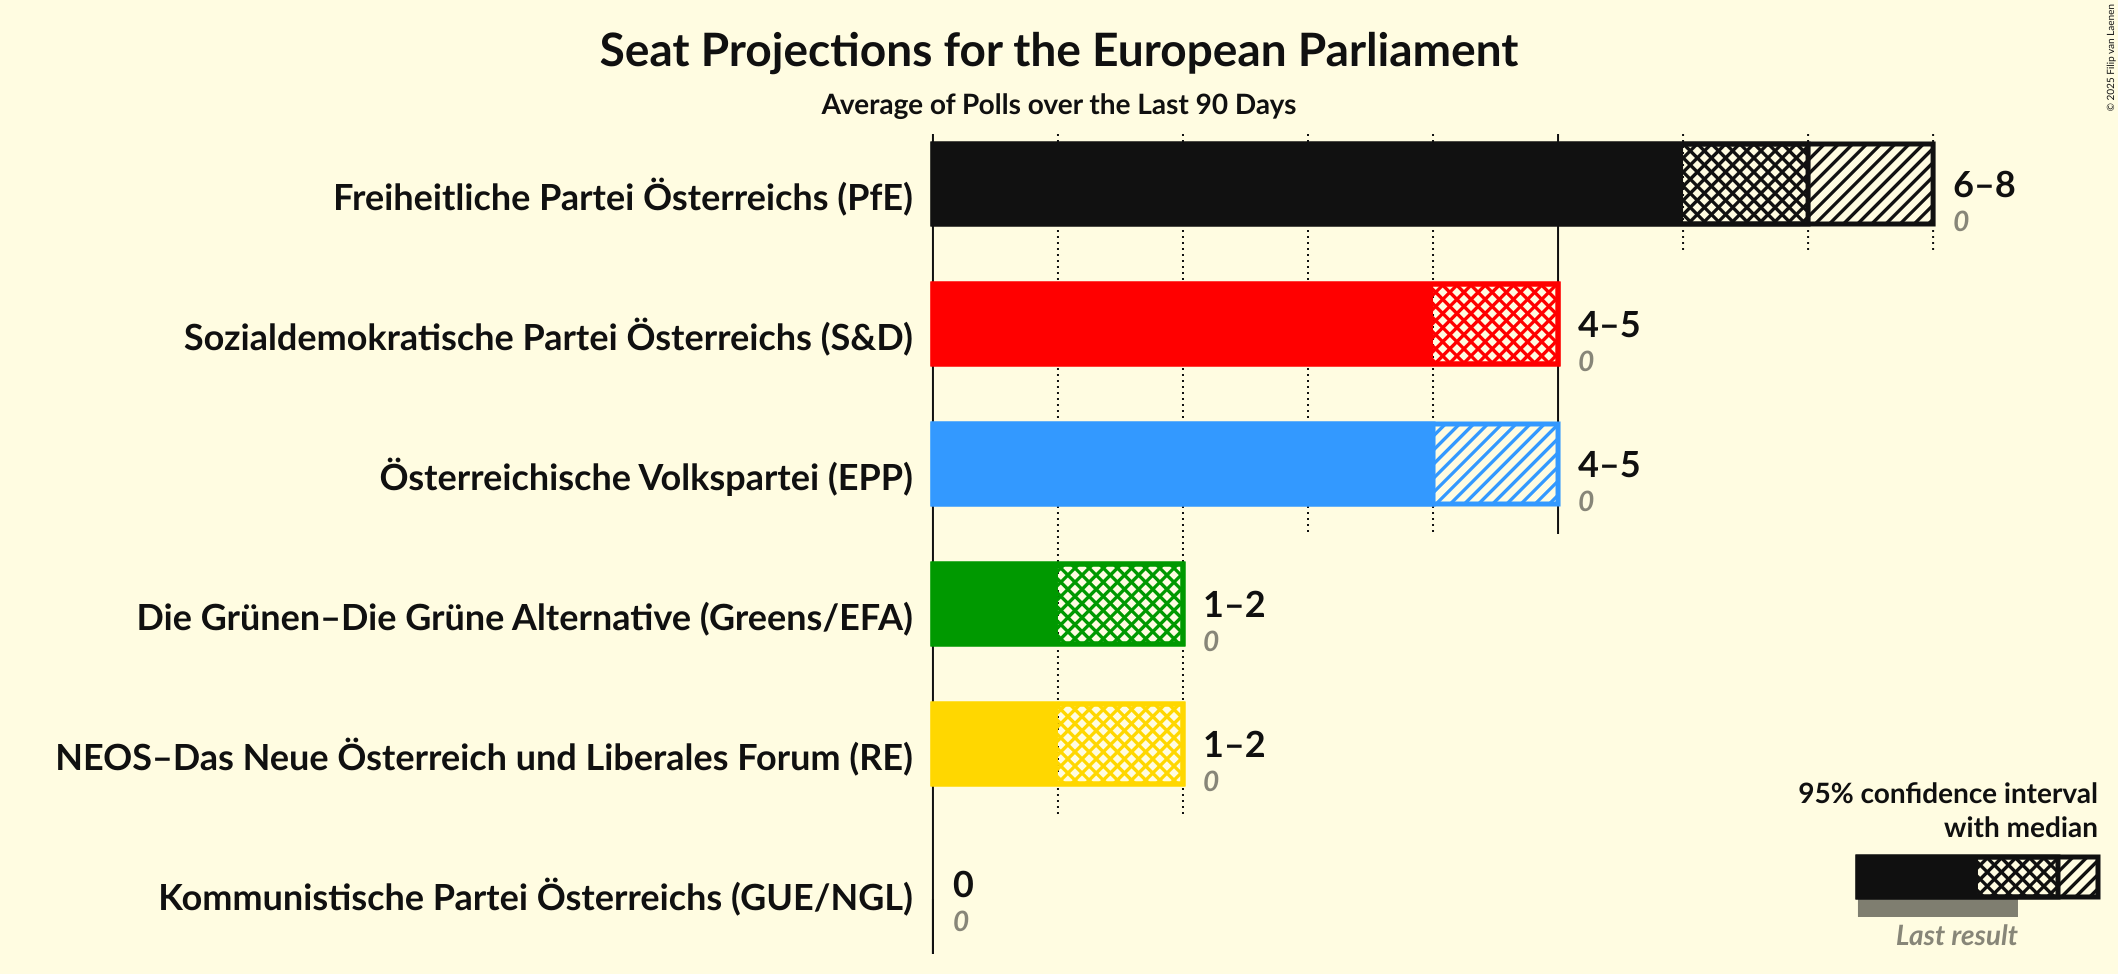 Seat Projections for the European Parliament
Average of Polls over the Last 90 Days
© 2025 Filip van Laenen
Freiheitliche Partei Österreichs (PfE)
6–8
0
Sozialdemokratische Partei Österreichs (S&D)
4–5
0
Österreichische Volkspartei (EPP)
4–5
0
Die Grünen–Die Grüne Alternative (Greens/EFA)
1–2
0
NEOS–Das Neue Österreich und Liberales Forum (RE)
1–2
0
Kommunistische Partei Österreichs (GUE/NGL)
0
0
95% confidence interval
with median
Last result